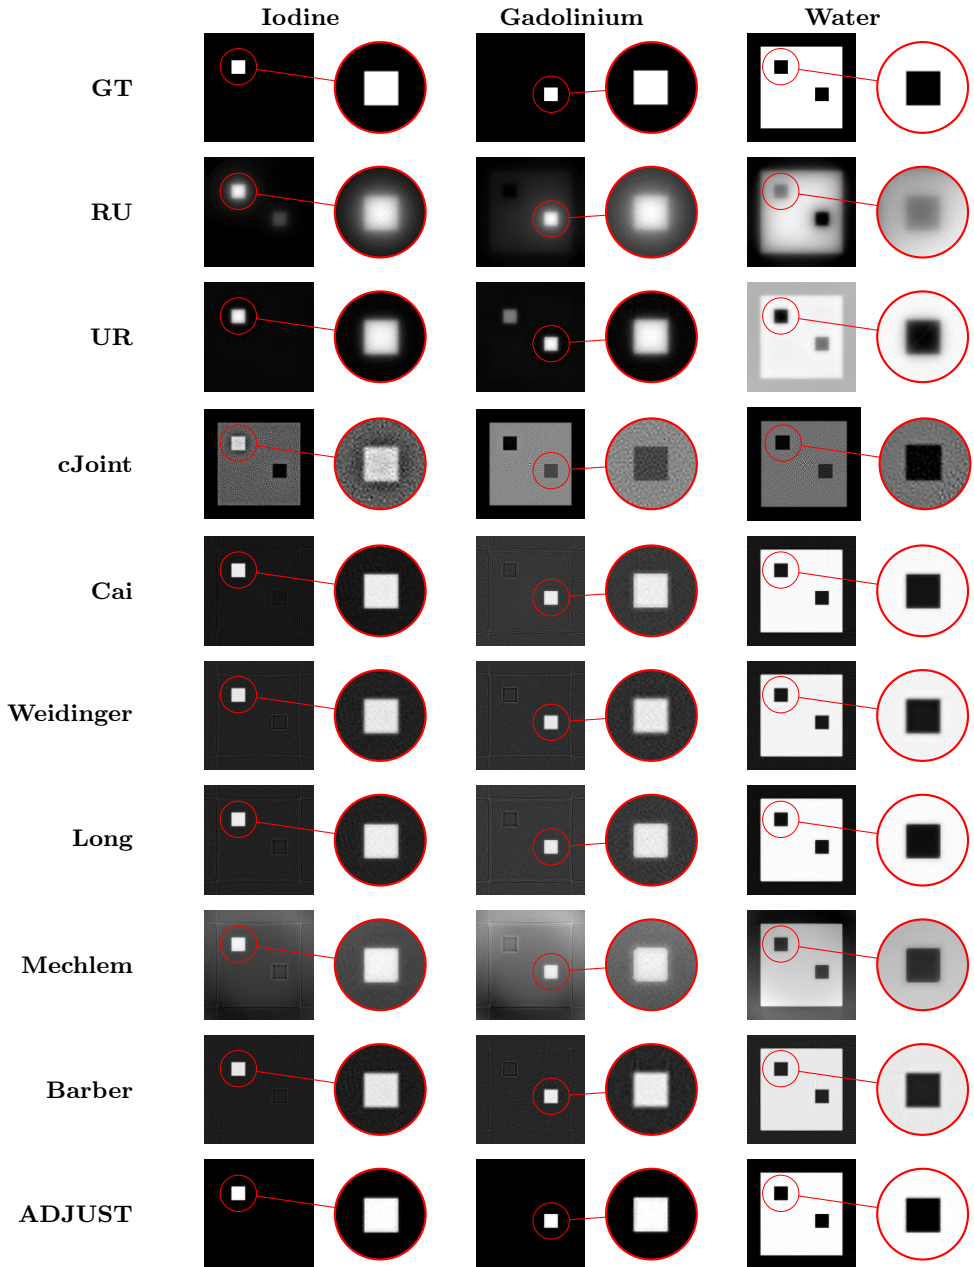 Iodine Gadolinium Water
GT
RU
UR
cJoint
Cai
Weidinger
Long
Mechlem
Barber
ADJUST